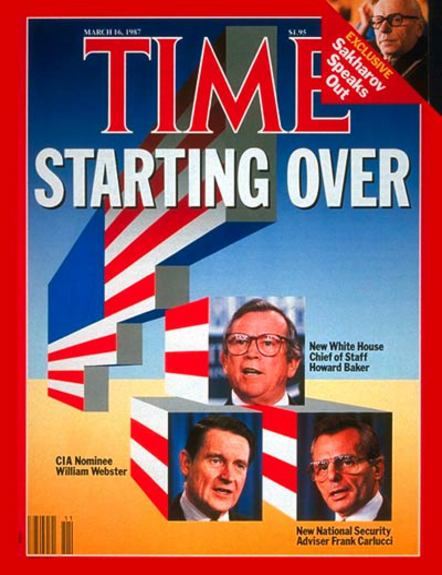 MARCH 16, 1987
$1.95
EXCLUSIVE
Sakharov
Speaks
Out
TIME
STARTING OVER
New White House
Chief of Staff
Howard Baker
CIA Nominee
William Webster
New National Security
Adviser Frank Carlucci
11